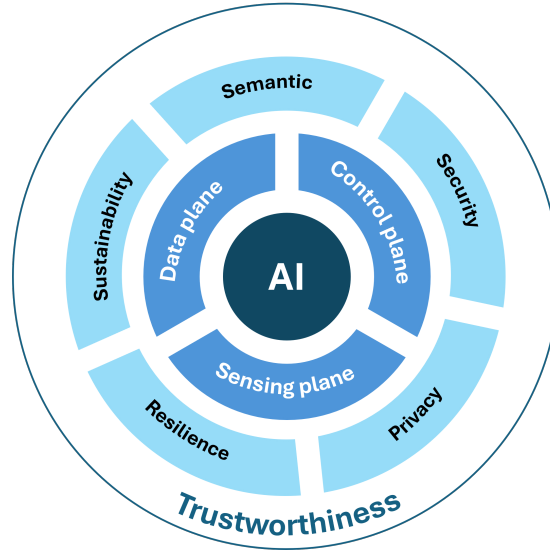 Semantic
Security
Sustainability
Data plane
Control plane
AI
Sensing plane
Resilience
Privacy
Trustworthiness